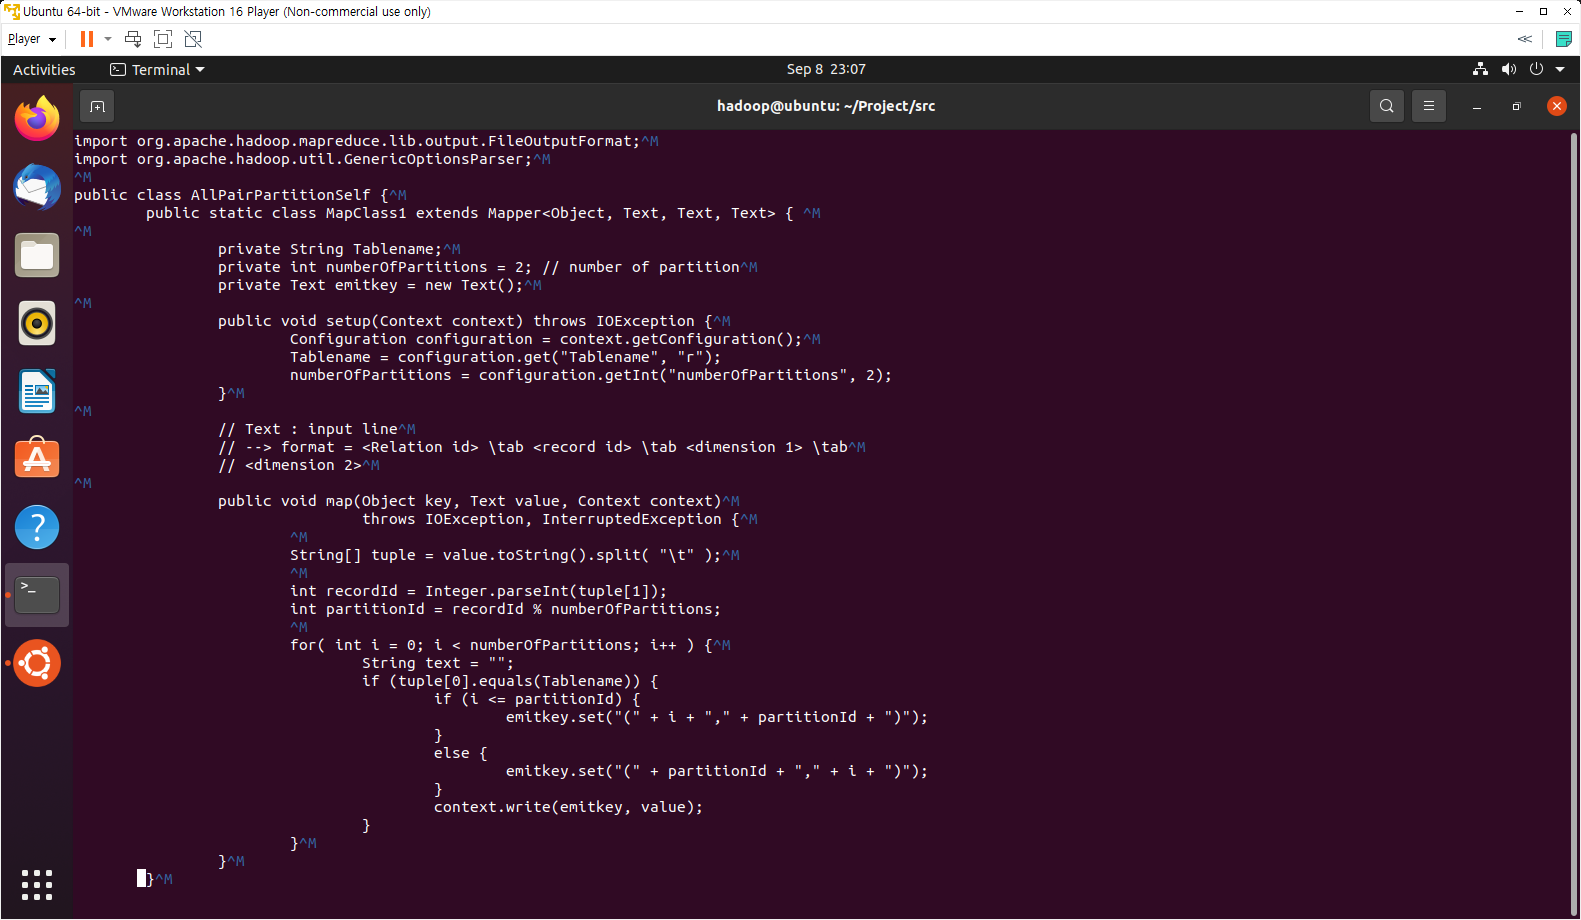 Ubuntu 64-bit - VMware Workstation 16 Player (Non-commercial use only)
Player
Activities
Terminal
Sep 8 23:07
hadoop@ubuntu: ~/Project/src
import org.apache.hadoop.mapreduce.lib.output.FileOutputFormat;^M
import org.apache.hadoop.util.GenericOptionsParser;^M
^M
public class AllPairPartitionSelf {^M
        public static class MapClass1 extends Mapper<Object, Text, Text, Text> { ^M
^M
                private String Tablename;^M
                private int numberOfPartitions = 2; // number of partition^M
                private Text emitkey = new Text();^M
^M
                public void setup(Context context) throws IOException {^M
                        Configuration configuration = context.getConfiguration();^M
                        Tablename = configuration.get("Tablename", "r");
                        numberOfPartitions = configuration.getInt("numberOfPartitions", 2);
                }^M
^M
                // Text : input line^M
                // --> format = <Relation id> \tab <record id> \tab <dimension 1> \tab^M
                // <dimension 2>^M
^M
                public void map(Object key, Text value, Context context)^M
                                throws IOException, InterruptedException {^M
                        ^M
                        String[] tuple = value.toString().split( "\t" );^M
                        ^M
                        int recordId = Integer.parseInt(tuple[1]);
                        int partitionId = recordId % numberOfPartitions;
                        ^M
                        for( int i = 0; i < numberOfPartitions; i++ ) {^M
                                String text = "";
                                if (tuple[0].equals(Tablename)) {
                                        if (i <= partitionId) {
                                                emitkey.set("(" + i + "," + partitionId + ")");
                                        }
                                        else {
                                                emitkey.set("(" + partitionId + "," + i + ")");
                                        }
                                        context.write(emitkey, value);
                                }
                        }^M
                }^M
        }^M